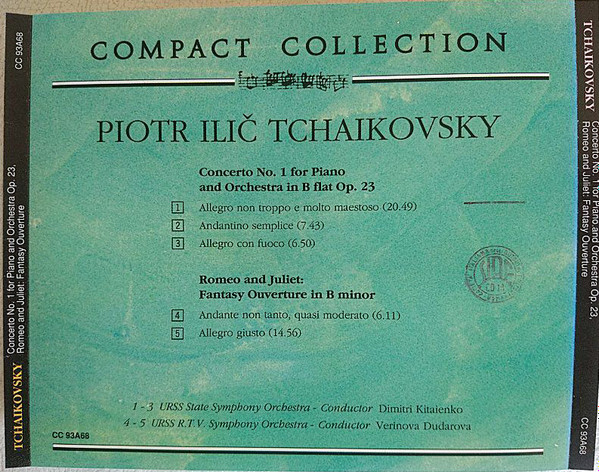 COMPACT COLLECTION
PIOTR ILIČ TCHAIKOVSKY
Concerto No. 1 for Piano
and Orchestra in B flat Op. 23
1 Allegro non troppo e molto maestoso (20.49)
2 Andantino semplice (7.43)
3 Allegro con fuoco (6.50)
Romeo and Juliet:
Fantasy Ouverture in B minor
4 Andante non tanto, quasi moderato (6.11)
5 Allegro giusto (14.56)
1 - 3 URSS State Symphony Orchestra - Conductor Dimitri Kitaienko
4 - 5 URSS R.T.V. Symphony Orchestra - Conductor Verinova Dudarova
CC 93A68
CC 93A68
TCHAIKOVSKY
Concerto No. 1 for Piano and Orchestra Op. 23,
Romeo and Juliet: Fantasy Ouverture
TCHAIKOVSKY
Concerto No. 1 for Piano and Orchestra Op. 23,
Romeo and Juliet: Fantasy Ouverture
CC 93A68